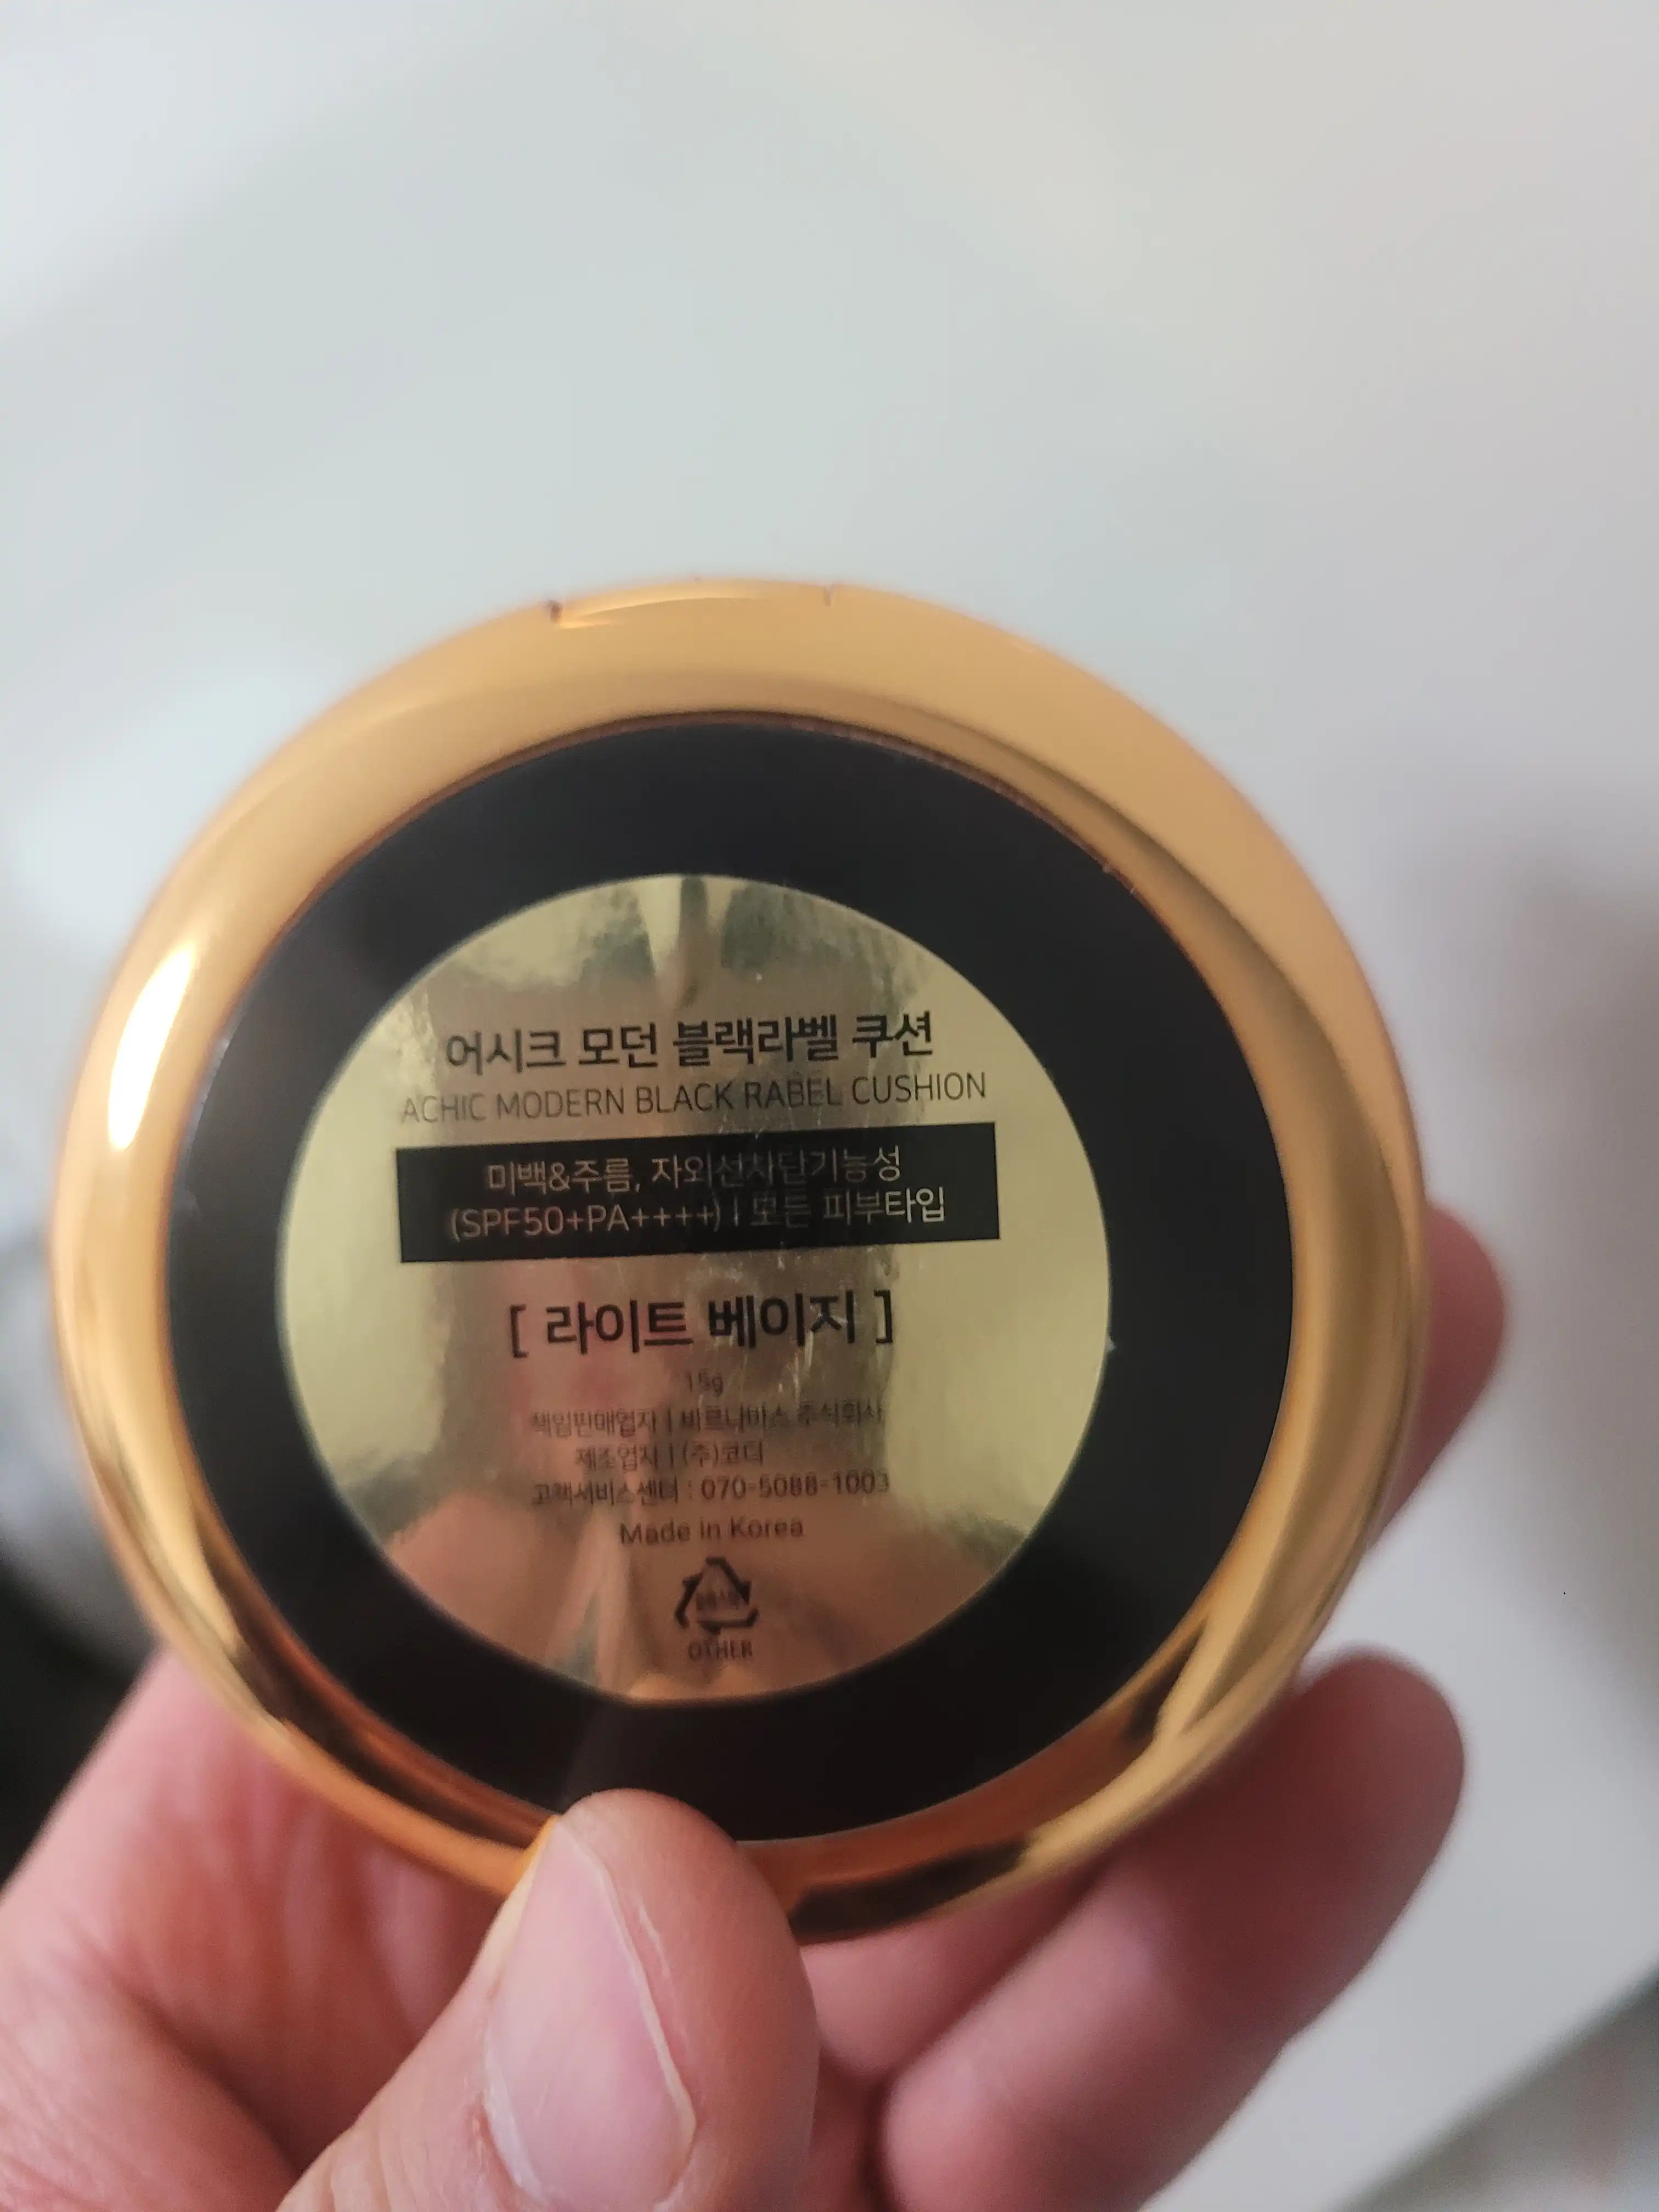 어시크 모던 블랙라벨 쿠션
ACHIC MODERN BLACK RABEL CUSHION
미백&주름, 자외선차단기능성
(SPF50+PA++++) | 모든 피부타입
[ 라이트 베이지 ]
15g
책임판매업자 | 바르나바스 주식회사
제조업자 | (주)코디
고객서비스센터 : 070-5088-1003
Made in Korea
OTHER